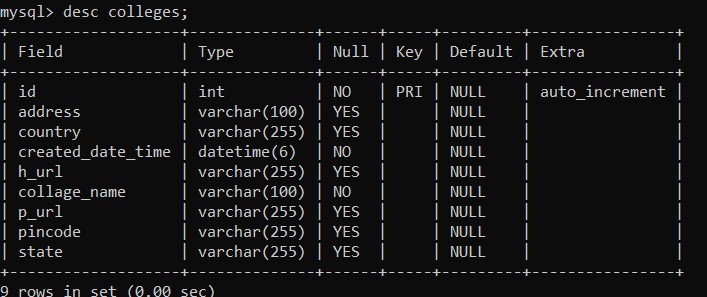 mysql> desc colleges;
+-------------------+--------------+------+-----+---------+----------------+
| Field             | Type         | Null | Key | Default | Extra          |
+-------------------+--------------+------+-----+---------+----------------+
| id                | int          | NO   | PRI | NULL    | auto_increment |
| address           | varchar(100) | YES  |     | NULL    |                |
| country           | varchar(255) | YES  |     | NULL    |                |
| created_date_time | datetime(6)  | NO   |     | NULL    |                |
| h_url             | varchar(255) | YES  |     | NULL    |                |
| collage_name      | varchar(100) | NO   |     | NULL    |                |
| p_url             | varchar(255) | YES  |     | NULL    |                |
| pincode           | varchar(255) | YES  |     | NULL    |                |
| state             | varchar(255) | YES  |     | NULL    |                |
+-------------------+--------------+------+-----+---------+----------------+
9 rows in set (0.00 sec)